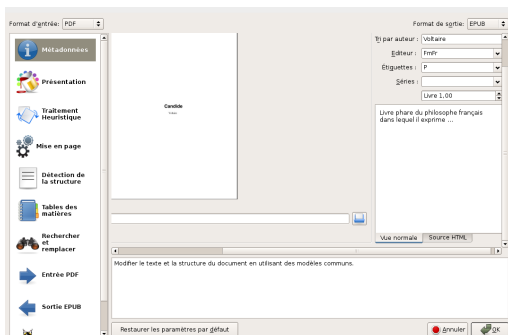 Format d'entrée: PDF
Format de sortie: EPUB
Métadonnées
Présentation
Traitement
Heuristique
Mise en page
Détection de
la structure
Tables des
matières
Rechercher
et
remplacer
Entrée PDF
Sortie EPUB
Candide
Tri par auteur : Voltaire
Editeur : FmFr
Étiquettes : P
Séries :
Livre 1,00
Livre phare du philosophe français
dans lequel il exprime ...
Vue normale Source HTML
Modifier le texte et la structure du document en utilisant des modèles communs.
Restaurer les paramètres par défaut
Annuler
OK